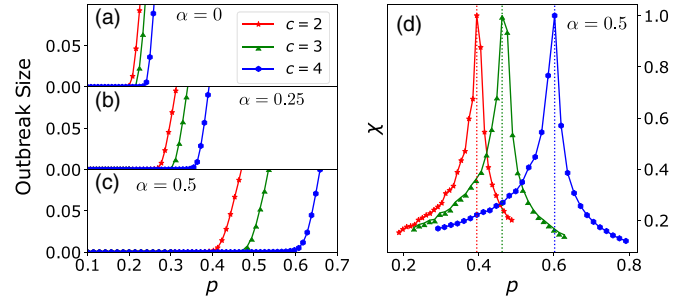 (a)
α = 0
c = 2
c = 3
c = 4
0.05
0.00
(b)
α = 0.25
0.05
0.00
(c)
α = 0.5
0.05
0.00
Outbreak Size
0.1 0.2 0.3 0.4 0.5 0.6 0.7
p
(d)
α = 0.5
1.0
0.8
0.6
0.4
0.2
χ
0.2 0.4 0.6 0.8
p